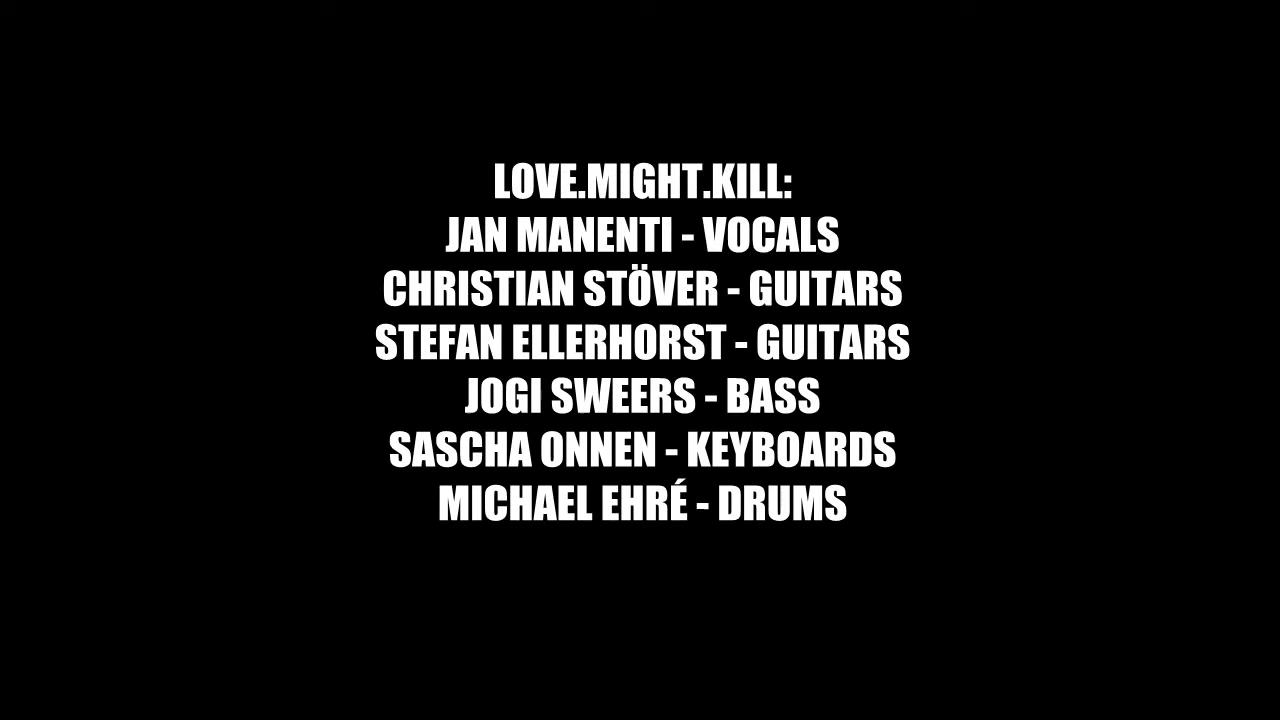 LOVE.MIGHT.KILL:
JAN MANENTI - VOCALS
CHRISTIAN STÖVER - GUITARS
STEFAN ELLERHORST - GUITARS
JOGI SWEERS - BASS
SASCHA ONNEN - KEYBOARDS
MICHAEL EHRÉ - DRUMS